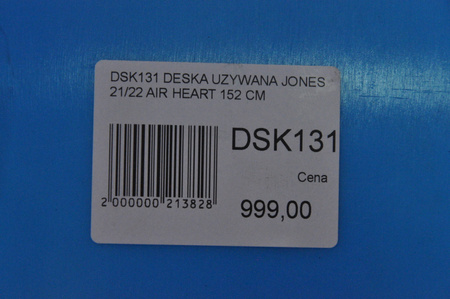 DSK131 DESKA UZYWANA JONES
21/22 AIR HEART 152 CM
DSK131
Cena
999,00
2 000000 213828